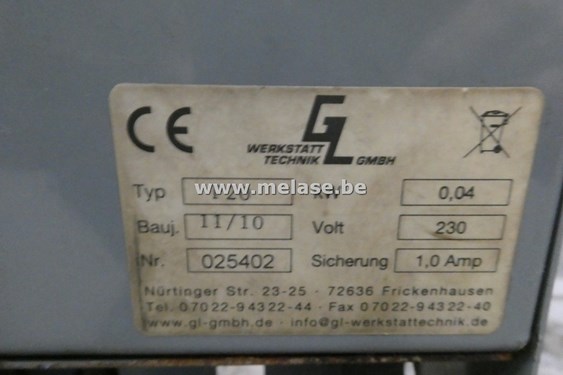 CE
GL
WERKSTATT
TECHNIK GMBH
www.melase.be
Typ kW 0,04
Bauj. 11/10 Volt 230
Nr. 025402 Sicherung 1,0 Amp
Nürtinger Str. 23-25 - 72636 Frickenhausen
Tel. 07022-94322-44 - Fax 07022-94322-40
www.gl-gmbh.de - info@gl-werkstattechnik.de